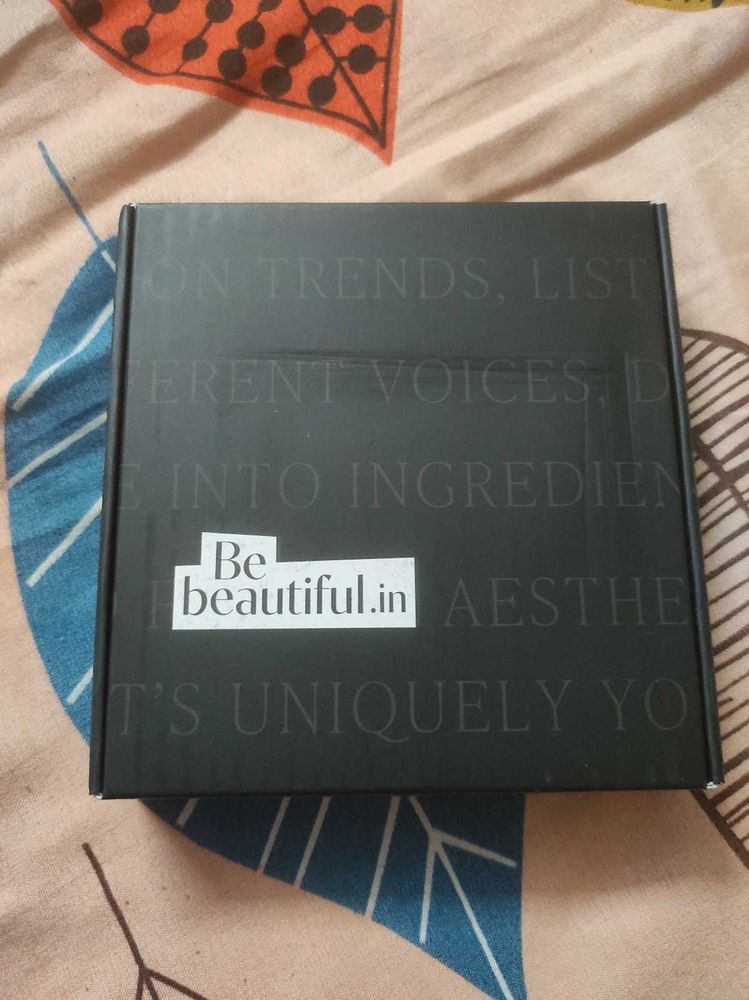 ON TRENDS, LIST
FERENT VOICES, D
E INTO INGREDIEN
Be
beautiful.in
AESTHE
T'S UNIQUELY YO